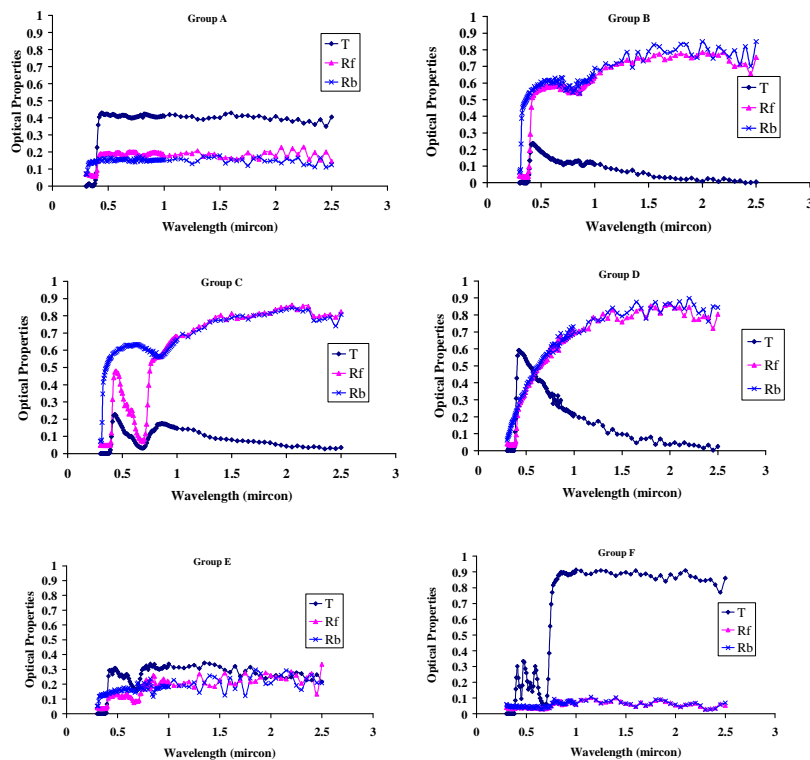 Group A
1
0.9
0.8
0.7
0.6
0.5
0.4
0.3
0.2
0.1
0
Optical Properties
T
Rf
Rb
0 0.5 1 1.5 2 2.5 3
Wavelength (mircon)
Group B
1
0.9
0.8
0.7
0.6
0.5
0.4
0.3
0.2
0.1
0
Optical Properties
T
Rf
Rb
0 0.5 1 1.5 2 2.5 3
Wavelength (mircon)
Group C
1
0.9
0.8
0.7
0.6
0.5
0.4
0.3
0.2
0.1
0
Optical Properties
T
Rf
Rb
0 0.5 1 1.5 2 2.5 3
Wavelength (mircon)
Group D
1
0.9
0.8
0.7
0.6
0.5
0.4
0.3
0.2
0.1
0
Optical Properties
T
Rf
Rb
0 0.5 1 1.5 2 2.5 3
Wavelength (mircon)
Group E
1
0.9
0.8
0.7
0.6
0.5
0.4
0.3
0.2
0.1
0
Optical Properties
T
Rf
Rb
0 0.5 1 1.5 2 2.5 3
Wavelength (mircon)
Group F
1
0.9
0.8
0.7
0.6
0.5
0.4
0.3
0.2
0.1
0
Optical Properties
T
Rf
Rb
0 0.5 1 1.5 2 2.5 3
Wavelength (mircon)